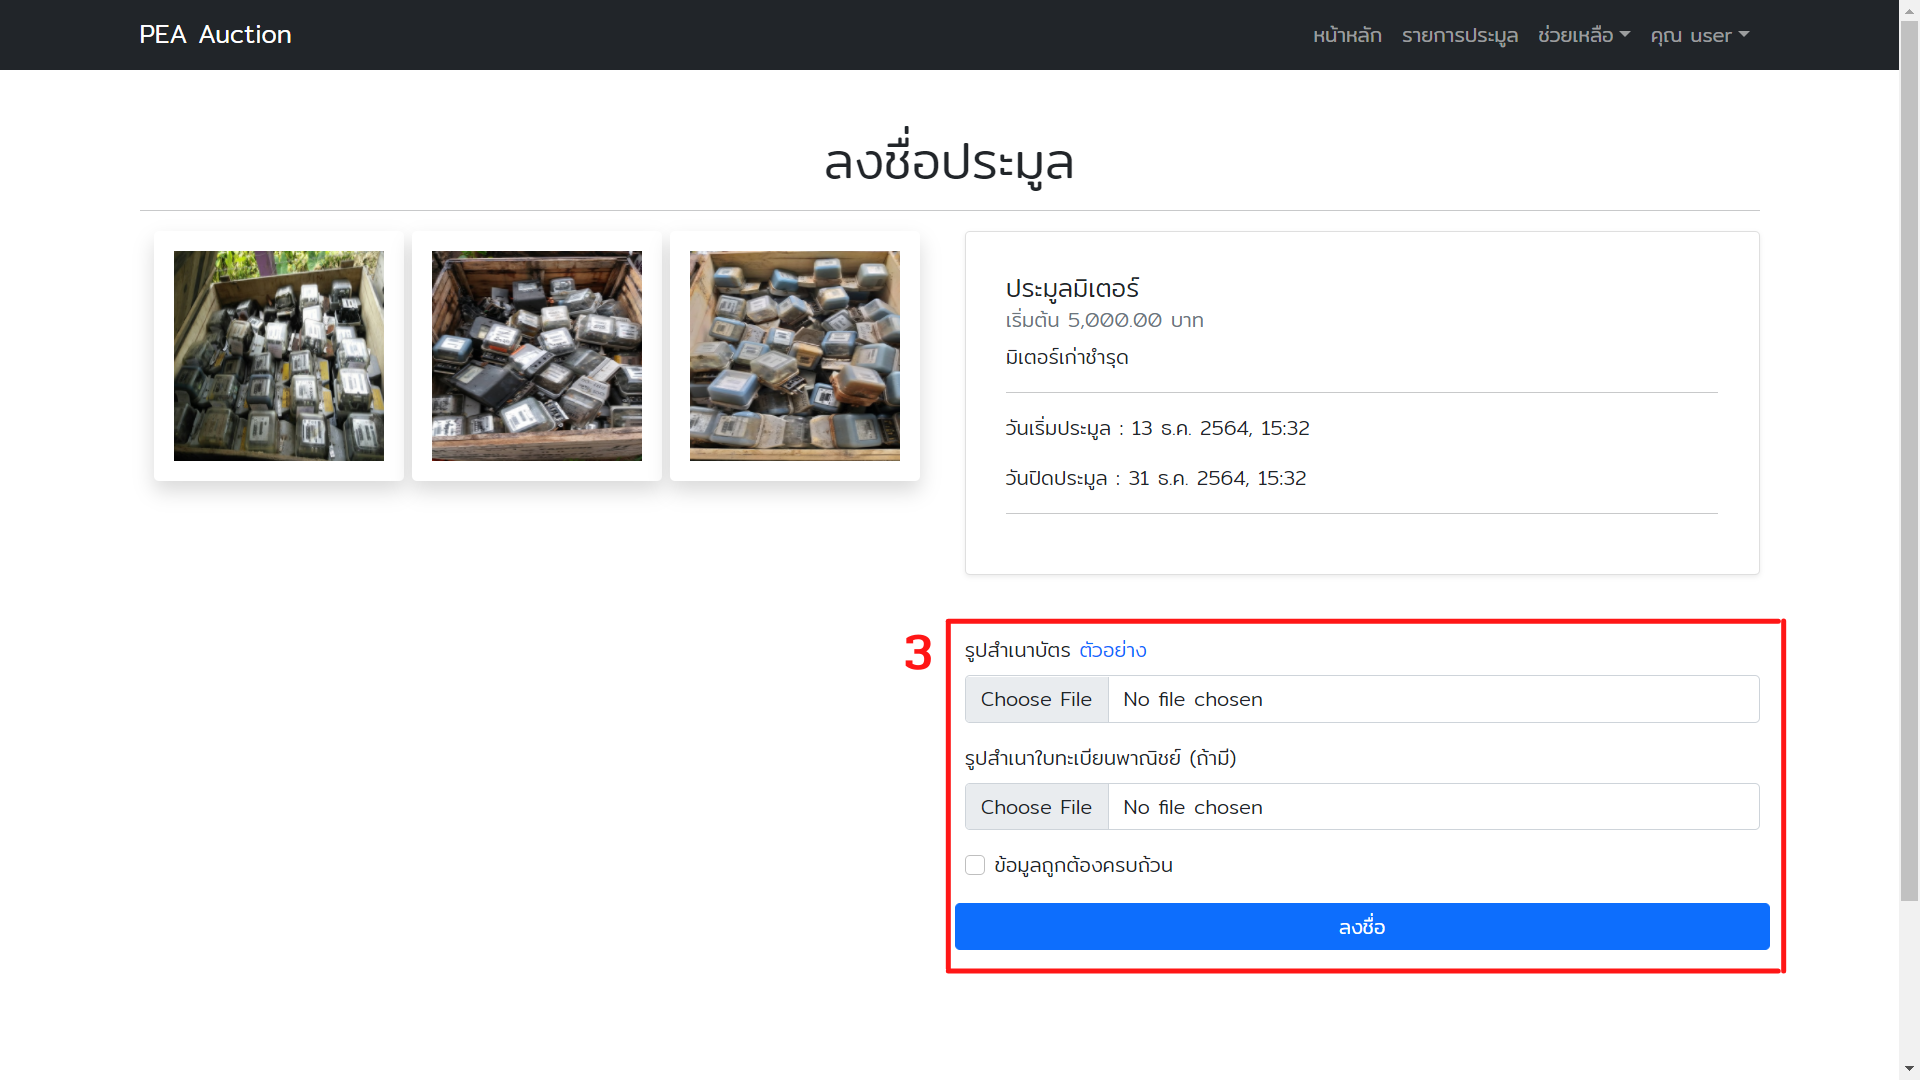 PEA Auction
หน้าหลัก รายการประมูล ช่วยเหลือ คุณ user
ลงชื่อประมูล
ประมูลมิเตอร์
เริ่มต้น 5,000.00 บาท
มิเตอร์เก่าชำรุด
วันเริ่มประมูล : 13 ธ.ค. 2564, 15:32
วันปิดประมูล : 31 ธ.ค. 2564, 15:32
3
รูปสำเนาบัตร ตัวอย่าง
Choose File No file chosen
รูปสำเนาใบทะเบียนพาณิชย์ (ถ้ามี)
Choose File No file chosen
ข้อมูลถูกต้องครบถ้วน
ลงชื่อ